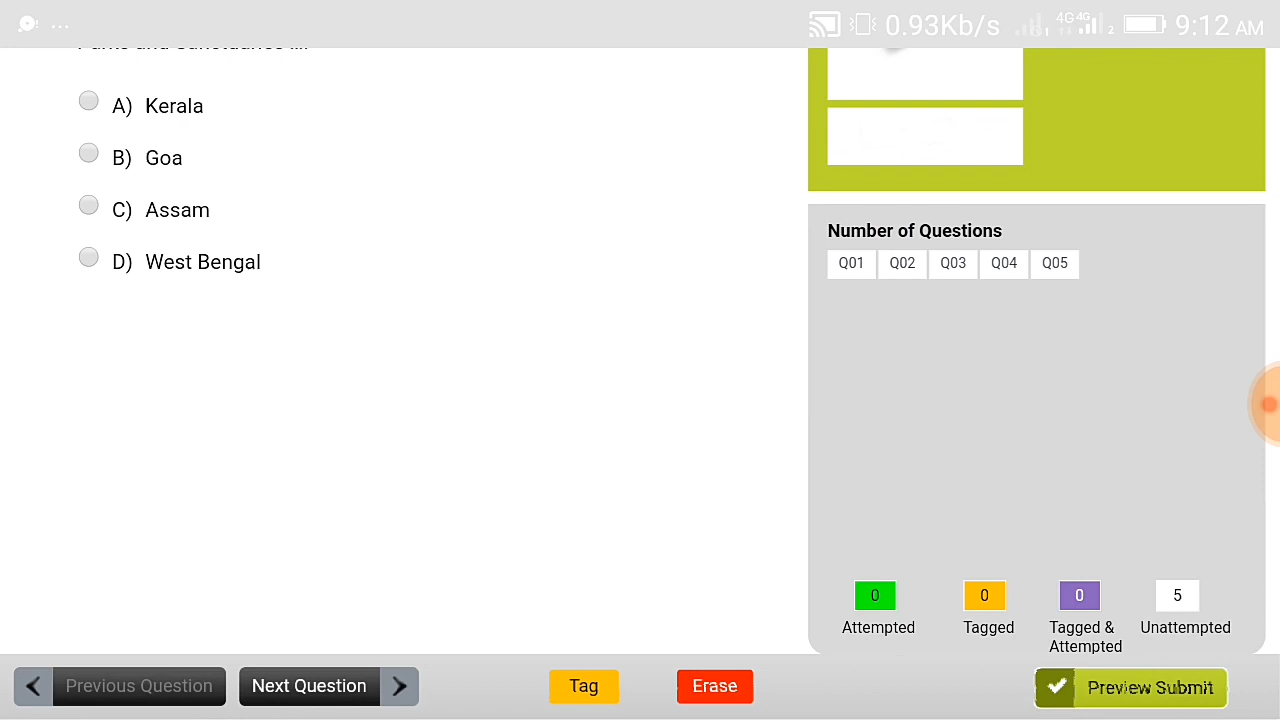 ... 0.93Kb/s 4G 4G 2 9:12 AM
A) Kerala
B) Goa
C) Assam
D) West Bengal
Number of Questions
Q01 Q02 Q03 Q04 Q05
0 0 0 5
Attempted Tagged Tagged & Attempted Unattempted
Previous Question Next Question Tag Erase Preview Submit